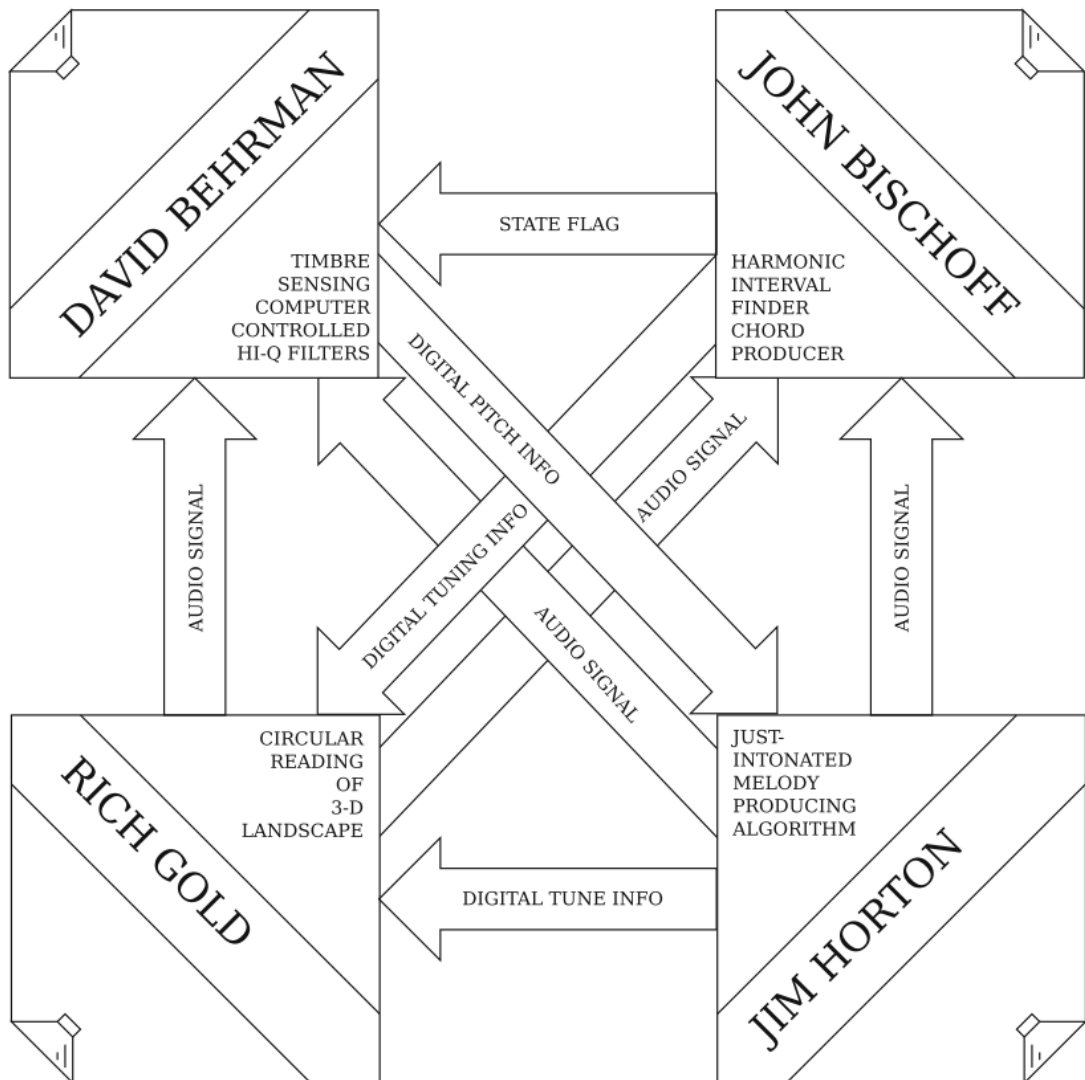 DAVID BEHRMAN
JOHN BISCHOFF
STATE FLAG
TIMBRE
SENSING
COMPUTER
CONTROLLED
HI-Q FILTERS
HARMONIC
INTERVAL
FINDER
CHORD
PRODUCER
DIGITAL PITCH INFO
AUDIO SIGNAL
AUDIO SIGNAL
AUDIO SIGNAL
DIGITAL TUNING INFO
AUDIO SIGNAL
CIRCULAR
READING
OF
3-D
LANDSCAPE
JUST-
INTONATED
MELODY
PRODUCING
ALGORITHM
RICH GOLD
DIGITAL TUNE INFO
JIM HORTON